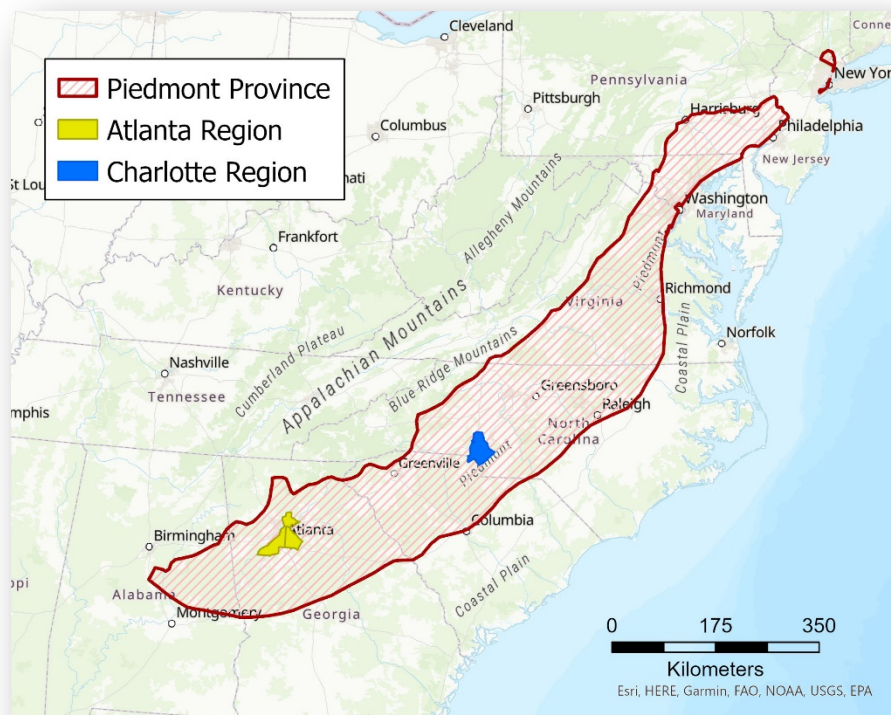 Piedmont Province
Atlanta Region
Charlotte Region
Cleveland
Conne
New York
Pennsylvania
Pittsburgh
Harrisburg
Philadelphia
New Jersey
Columbus
St Lou
nati
Washington
Maryland
Allegheny Mountains
Frankfort
Kentucky
Piedmont
Virginia
Richmond
Norfolk
Coastal Plain
Appalachian Mountains
Cumberland Plateau
Blue Ridge Mountains
Nashville
Tennessee
mphis
Greensboro
Raleigh
North
Carolina
Greenville
Piedmont
Columbia
Coastal Plain
Birmingham
Atlanta
ppi
Alabama
Montgomery
Georgia
0 175 350
Kilometers
Esri, HERE, Garmin, FAO, NOAA, USGS, EPA